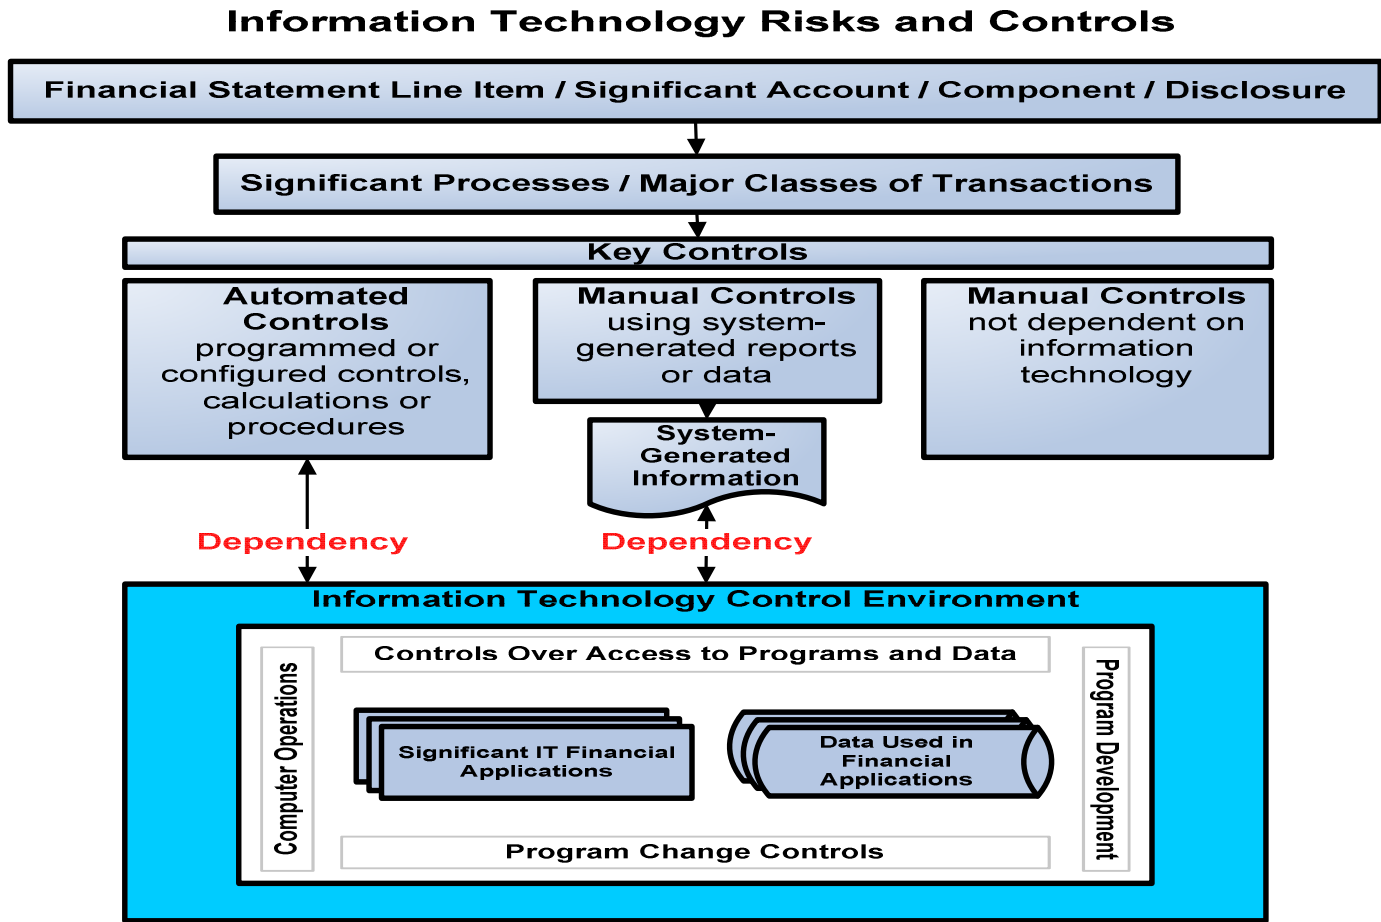 Information Technology Risks and Controls
Financial Statement Line Item / Significant Account / Component / Disclosure
Significant Processes / Major Classes of Transactions
Key Controls
Automated
Controls
programmed or
configured controls,
calculations or
procedures
Manual Controls
using system-
generated reports
or data
Manual Controls
not dependent on
information
technology
System-
Generated
Information
Dependency
Dependency
Information Technology Control Environment
Controls Over Access to Programs and Data
Computer Operations
Significant IT Financial
Applications
Data Used in
Financial
Applications
Program Development
Program Change Controls